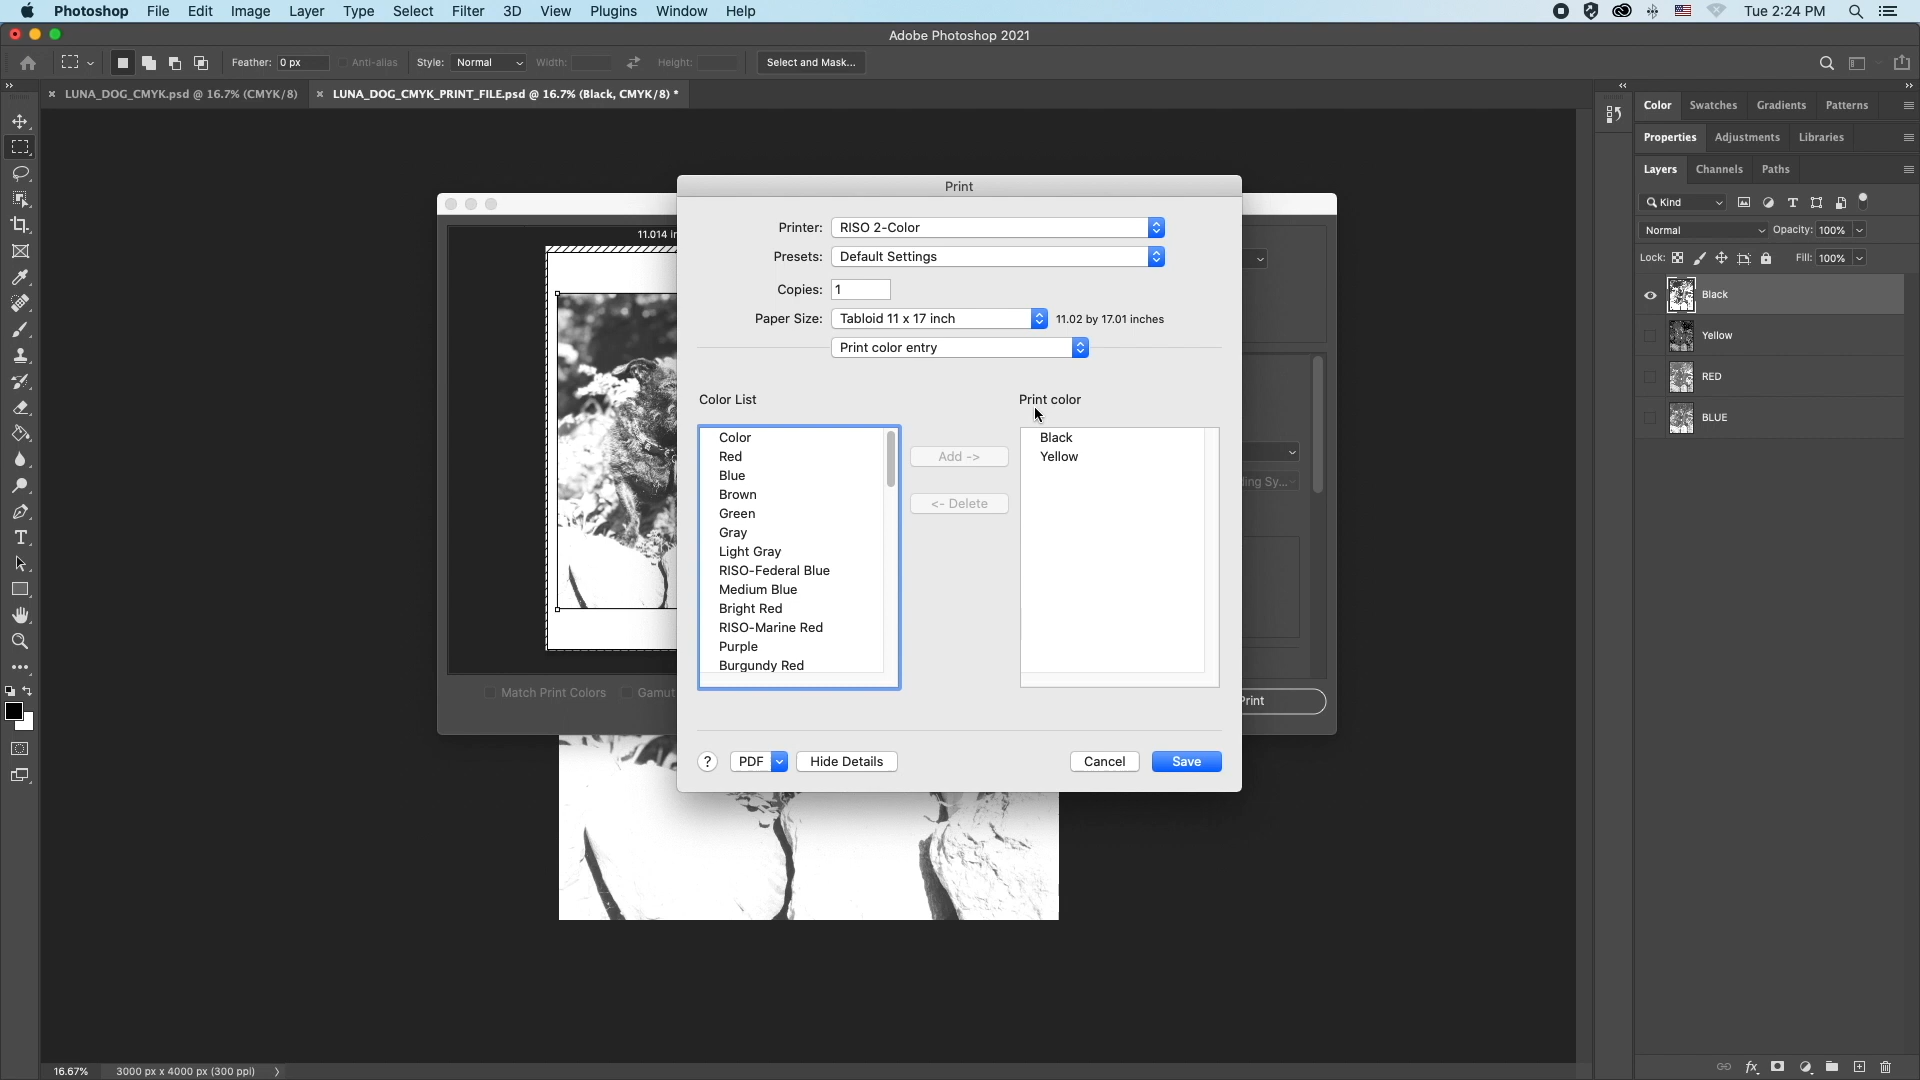 Photoshop File Edit Image Layer Type Select Filter 3D View Plugins Window Help Tue 2:24 PM
Adobe Photoshop 2021
Feather: 0 px Anti-alias Style: Normal Width: Height: Select and Mask...
× LUNA_DOG_CMYK.psd @ 16.7% (CMYK/8) × LUNA_DOG_CMYK_PRINT_FILE.psd @ 16.7% (Black, CMYK/8) *
Color Swatches Gradients Patterns
Properties Adjustments Libraries
Layers Channels Paths
Kind
Normal Opacity: 100%
Lock: Fill: 100%
Black
Yellow
RED
BLUE
11.014 in
Match Print Colors Gamut
ing Sy...
Print
Print
Printer: RISO 2-Color
Presets: Default Settings
Copies: 1
Paper Size: Tabloid 11 x 17 inch 11.02 by 17.01 inches
Print color entry
Color List
Color
Red
Blue
Brown
Green
Gray
Light Gray
RISO-Federal Blue
Medium Blue
Bright Red
RISO-Marine Red
Purple
Burgundy Red
Add ->
<- Delete
Print color
Black
Yellow
? PDF Hide Details Cancel Save
16.67% 3000 px x 4000 px (300 ppi) >